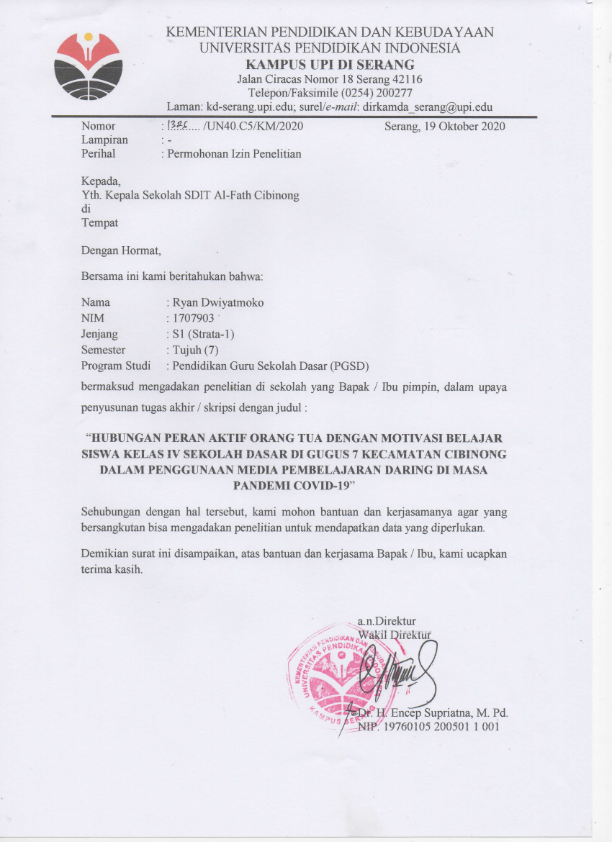 KEMENTERIAN PENDIDIKAN DAN KEBUDAYAAN
UNIVERSITAS PENDIDIKAN INDONESIA
KAMPUS UPI DI SERANG
Jalan Ciracas Nomor 18 Serang 42116
Telepon/Faksimile (0254) 200277
Laman: kd-serang.upi.edu; surel/e-mail: dirkamda_serang@upi.edu
Nomor : .... /UN40.C5/KM/2020 Serang, 19 Oktober 2020
Lampiran : -
Perihal : Permohonan Izin Penelitian
Kepada,
Yth. Kepala Sekolah SDIT Al-Fath Cibinong
di
Tempat
Dengan Hormat,
Bersama ini kami beritahukan bahwa:
Nama : Ryan Dwiyatmoko
NIM : 1707903
Jenjang : S1 (Strata-1)
Semester : Tujuh (7)
Program Studi : Pendidikan Guru Sekolah Dasar (PGSD)
bermaksud mengadakan penelitian di sekolah yang Bapak / Ibu pimpin, dalam upaya
penyusunan tugas akhir / skripsi dengan judul :
“HUBUNGAN PERAN AKTIF ORANG TUA DENGAN MOTIVASI BELAJAR
SISWA KELAS IV SEKOLAH DASAR DI GUGUS 7 KECAMATAN CIBINONG
DALAM PENGGUNAAN MEDIA PEMBELAJARAN DARING DI MASA
PANDEMI COVID-19”
Sehubungan dengan hal tersebut, kami mohon bantuan dan kerjasamanya agar yang
bersangkutan bisa mengadakan penelitian untuk mendapatkan data yang diperlukan.
Demikian surat ini disampaikan, atas bantuan dan kerjasama Bapak / Ibu, kami ucapkan
terima kasih.
a.n.Direktur
Wakil Direktur
KEMENTERIAN PENDIDIKAN DAN
UNIVERSITAS PENDIDIKAN
KAMPUS SERANG
Dr. H. Encep Supriatna, M. Pd.
NIP. 19760105 200501 1 001